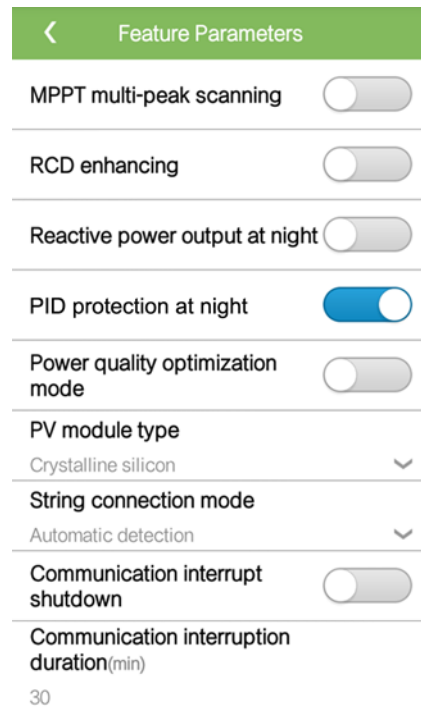 Feature Parameters
MPPT multi-peak scanning
RCD enhancing
Reactive power output at night
PID protection at night
Power quality optimization
mode
PV module type
Crystalline silicon
String connection mode
Automatic detection
Communication interrupt
shutdown
Communication interruption
duration(min)
30